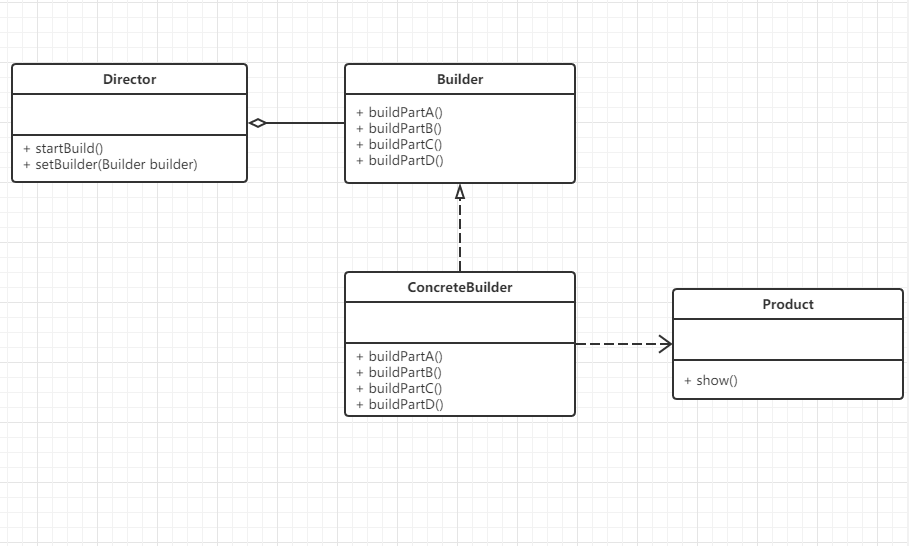 Director
+ startBuild()
+ setBuilder(Builder builder)
Builder
+ buildPartA()
+ buildPartB()
+ buildPartC()
+ buildPartD()
ConcreteBuilder
+ buildPartA()
+ buildPartB()
+ buildPartC()
+ buildPartD()
Product
+ show()